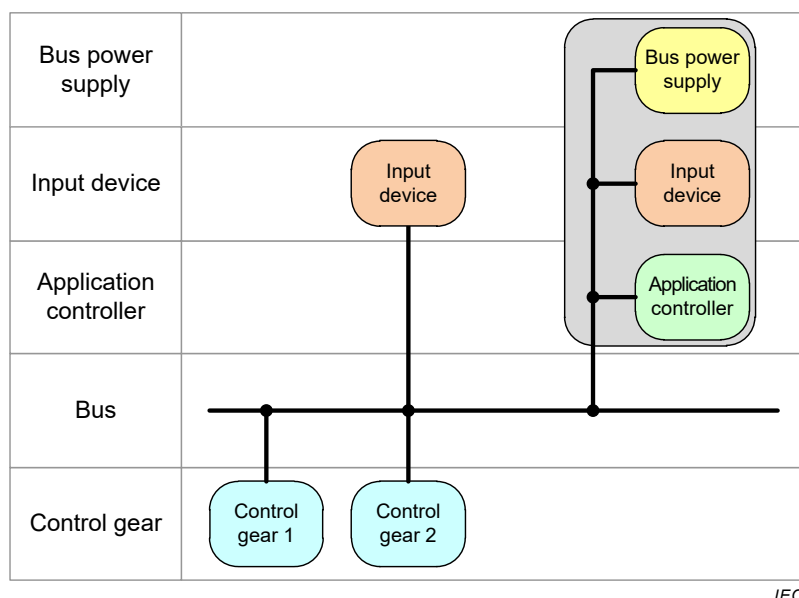 Bus power
supply
Bus power
supply
Input device
Input
device
Input
device
Application
controller
Application
controller
Bus
Control gear
Control
gear 1
Control
gear 2
IEC